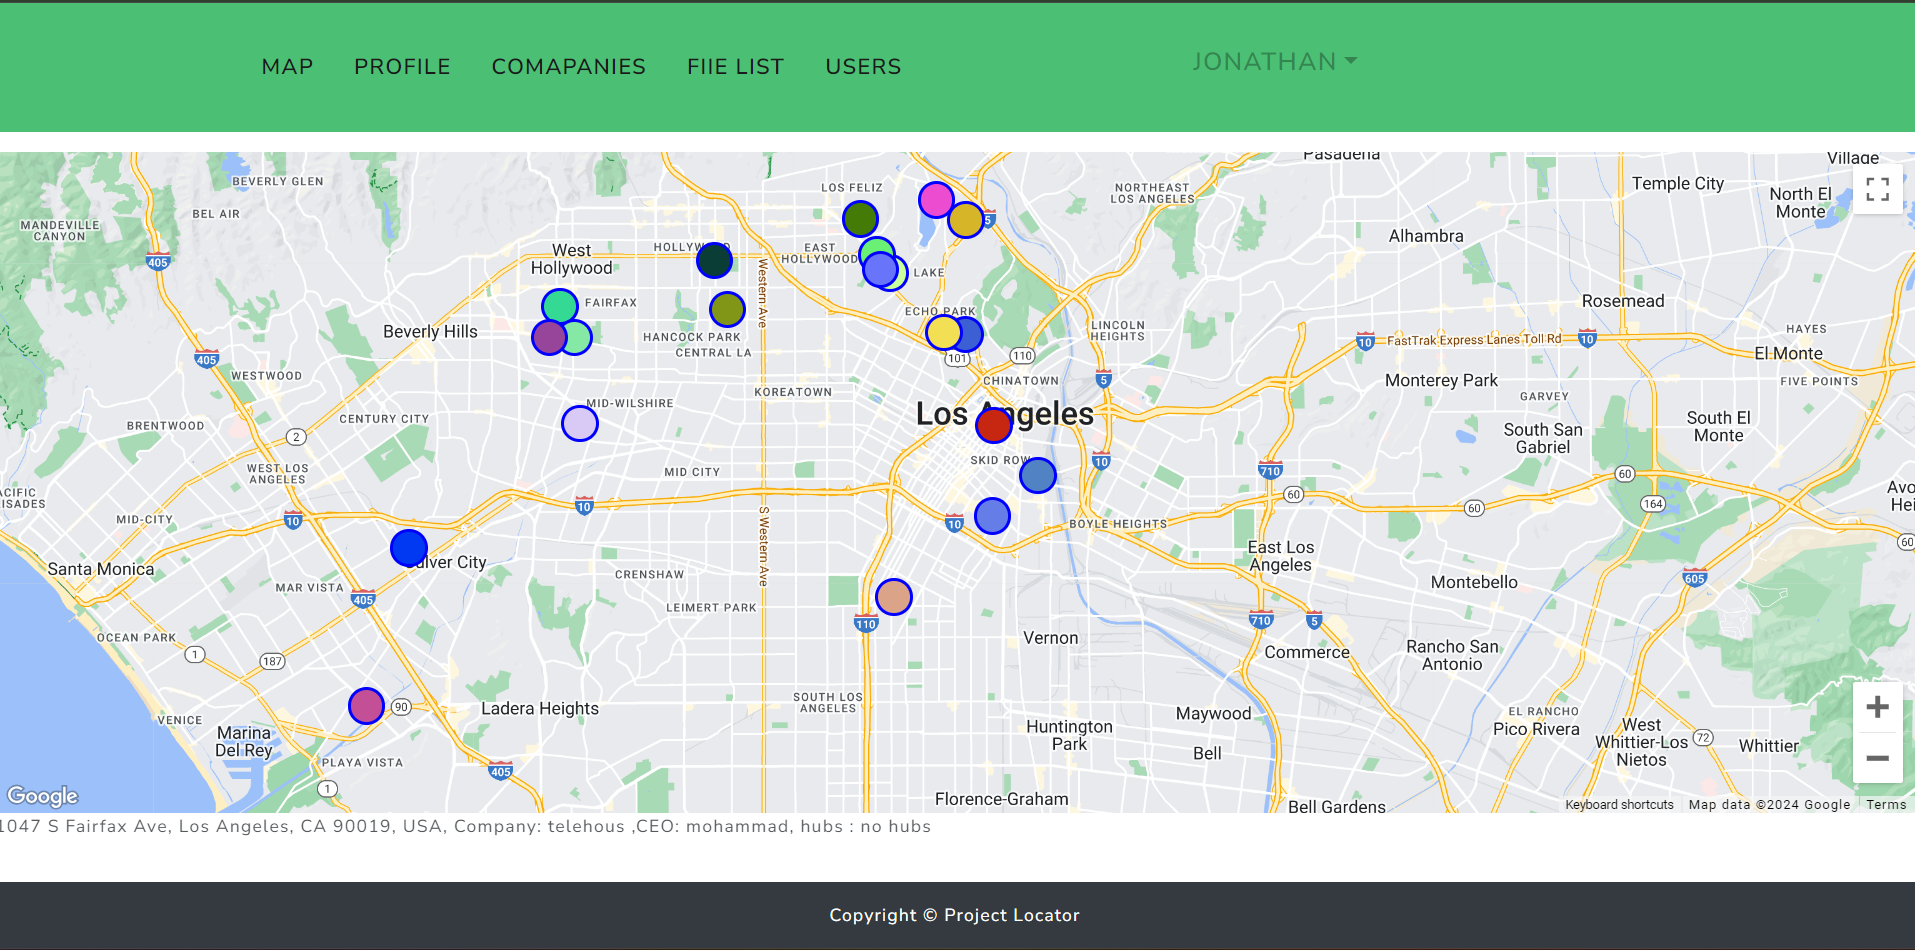 MAP PROFILE COMAPANIES FIIE LIST USERS JONATHAN
Pasadena
Village
BEVERLY GLEN
LOS FELIZ
NORTHEAST
LOS ANGELES
Temple City
North El
Monte
BEL AIR
MANDEVILLE
CANYON
5
Alhambra
West
Hollywood
EAST
HOLLYWOOD
405
LAKE
Western Ave
FAIRFAX
Rosemead
ECHO PARK
Beverly Hills
HANCOCK PARK
LINCOLN
HEIGHTS
HAYES
CENTRAL LA
10
FastTrak Express Lanes Toll Rd
10
El Monte
405
101
110
WESTWOOD
CHINATOWN
5
Monterey Park
FIVE POINTS
KOREATOWN
GARVEY
MID-WILSHIRE
CENTURY CITY
Los Angeles
South El
Monte
BRENTWOOD
2
South San
Gabriel
SKID ROW
10
710
MID CITY
WEST LOS
ANGELES
60
60
164
10
S Western Ave
60
MID-CITY
10
10
BOYLE HEIGHTS
60
Santa Monica
East Los
Angeles
CRENSHAW
Montebello
605
MAR VISTA
405
LEIMERT PARK
110
710
5
OCEAN PARK
Vernon
Commerce
Rancho San
Antonio
1
187
SOUTH LOS
ANGELES
90
Ladera Heights
Maywood
EL RANCHO
VENICE
Marina
Del Rey
Huntington
Park
Pico Rivera
West
Whittier-Los
Nietos
72
Whittier
Bell
PLAYA VISTA
405
1
Google
Florence-Graham
Bell Gardens
Keyboard shortcuts Map data ©2024 Google Terms
1047 S Fairfax Ave, Los Angeles, CA 90019, USA, Company: telehous ,CEO: mohammad, hubs : no hubs
Copyright © Project Locator